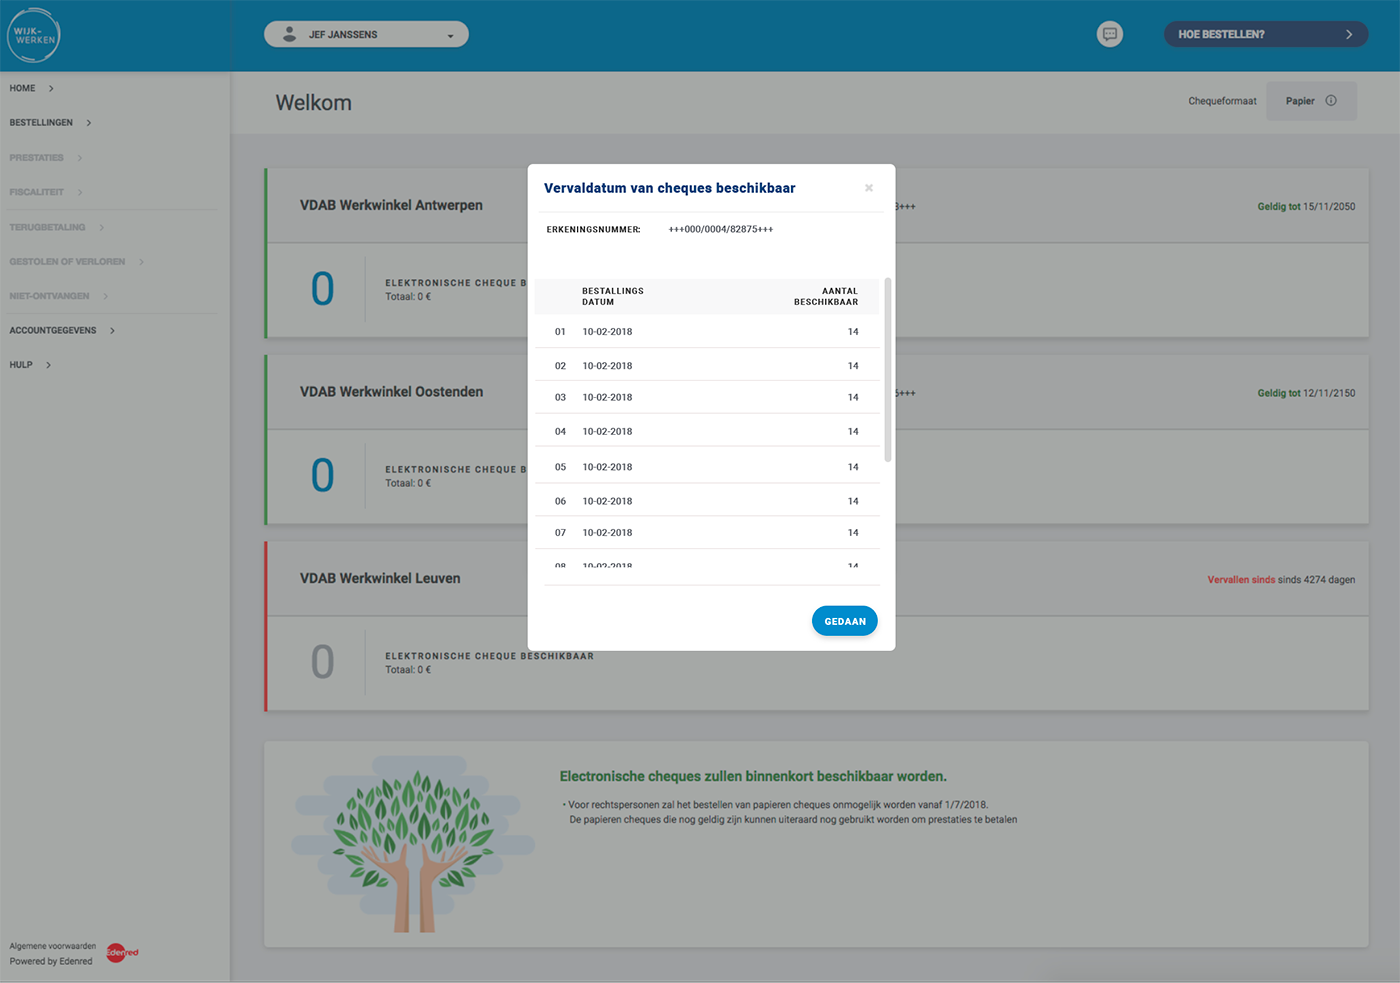 WIJK-
WERKEN
JEF JANSSENS
HOE BESTELLEN?
HOME
BESTELLINGEN
PRESTATIES
FISCALITEIT
TERUGBETALING
GESTOLEN OF VERLOREN
NIET-ONTVANGEN
ACCOUNTGEGEVENS
HULP
Algemene voorwaarden
Powered by Edenred
Edenred
Welkom
Chequeformaat
Papier
VDAB Werkwinkel Antwerpen
+++
Geldig tot 15/11/2050
0
ELEKTRONISCHE CHEQUE B
Totaal: 0 €
VDAB Werkwinkel Oostenden
+++
Geldig tot 12/11/2150
0
ELEKTRONISCHE CHEQUE B
Totaal: 0 €
VDAB Werkwinkel Leuven
Vervallen sinds sinds 4274 dagen
0
ELEKTRONISCHE CHEQUE BESCHIKBAAR
Totaal: 0 €
Vervaldatum van cheques beschikbaar
ERKENINGSNUMMER: +++000/0004/82875+++
BESTALLINGS
DATUM
AANTAL
BESCHIKBAAR
01 10-02-2018 14
02 10-02-2018 14
03 10-02-2018 14
04 10-02-2018 14
05 10-02-2018 14
06 10-02-2018 14
07 10-02-2018 14
08 10-02-2018 14
GEDAAN
Electronische cheques zullen binnenkort beschikbaar worden.
• Voor rechtspersonen zal het bestellen van papieren cheques onmogelijk worden vanaf 1/7/2018.
De papieren cheques die nog geldig zijn kunnen uiteraard nog gebruikt worden om prestaties te betalen